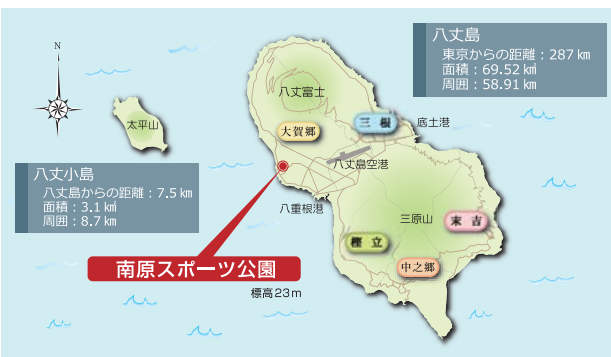 八丈島
東京からの距離：287㎞
面積：69.52㎢
周囲：58.91㎞
N
八丈富士
太平山
大賀郷
三根
底土港
八丈島空港
八丈小島
八丈島からの距離：7.5㎞
面積：3.1㎢
周囲：8.7㎞
八重根港
三原山
末吉
樫立
中之郷
南原スポーツ公園
標高23m